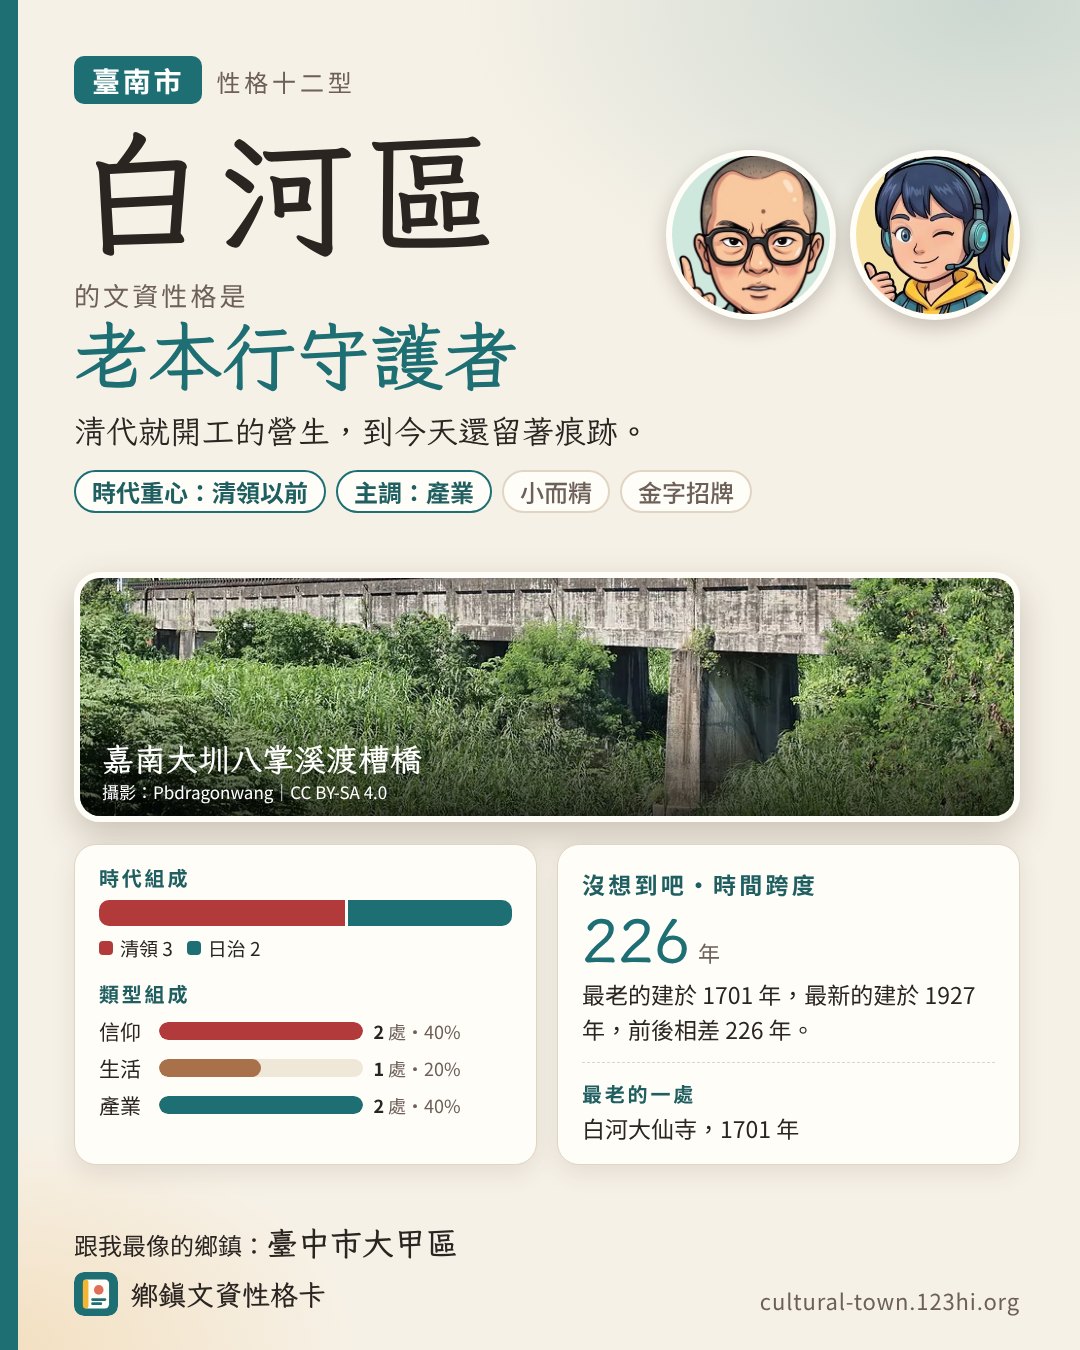 臺南市 性格十二型
白河區
的文資性格是
老本行守護者
清代就開工的營生，到今天還留著痕跡。
時代重心：清領以前 主調：產業 小而精 金字招牌
嘉南大圳八掌溪渡槽橋
攝影：Pbdragonwang｜CC BY-SA 4.0
時代組成
清領 3 日治 2
類型組成
信仰 2 處・40%
生活 1 處・20%
產業 2 處・40%
沒想到吧・時間跨度
226 年
最老的建於 1701 年，最新的建於 1927
年，前後相差 226 年。
最老的一處
白河大仙寺，1701 年
跟我最像的鄉鎮：臺中市大甲區
鄉鎮文資性格卡
cultural-town.123hi.org